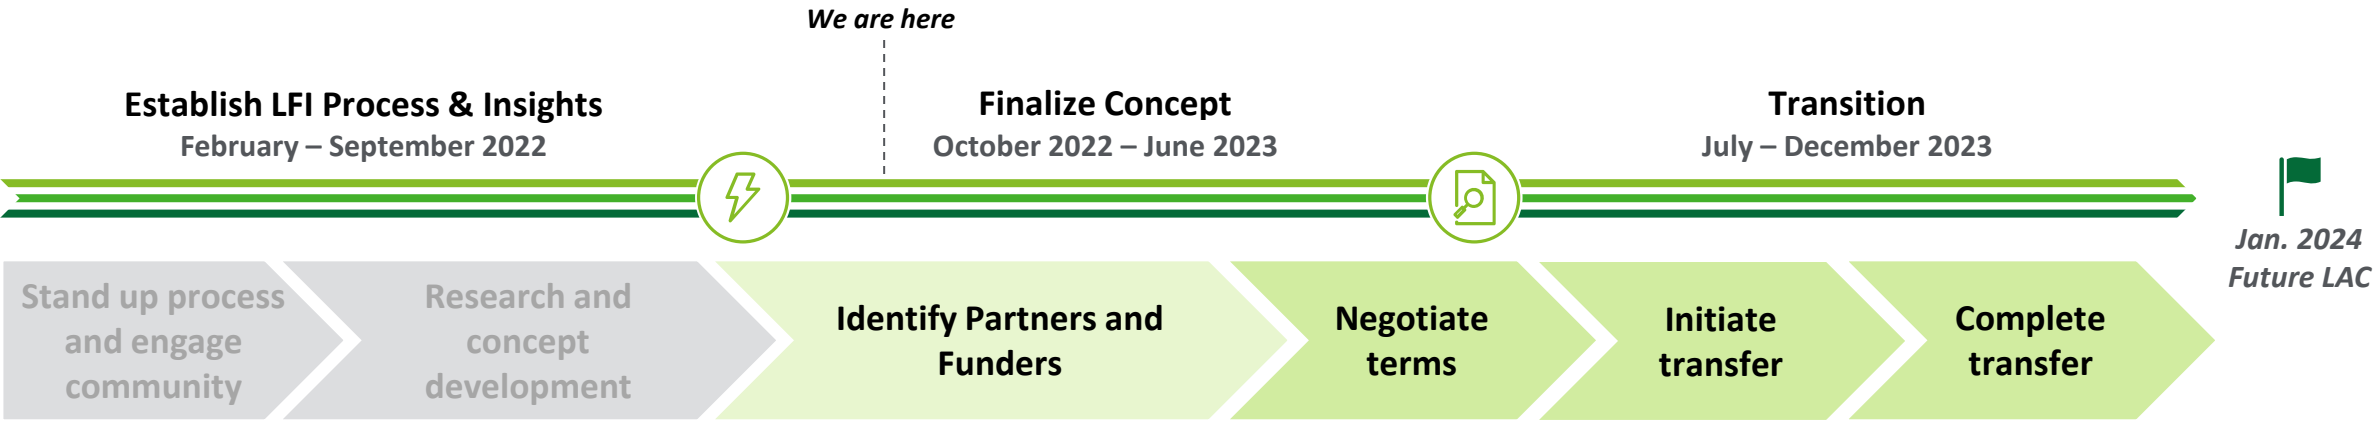 We are here
Establish LFI Process & Insights
February – September 2022
Finalize Concept
October 2022 – June 2023
Transition
July – December 2023
Jan. 2024
Future LAC
Stand up process
and engage
community
Research and
concept
development
Identify Partners and
Funders
Negotiate
terms
Initiate
transfer
Complete
transfer